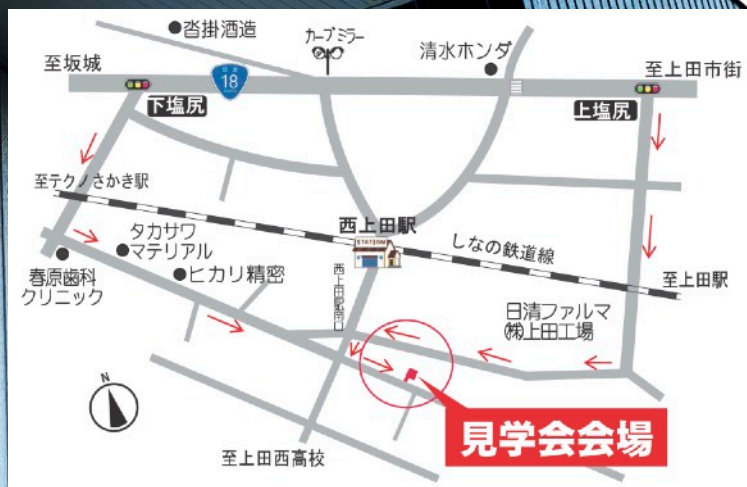 沓掛酒造
カーブミラー
清水ホンダ
至坂城
18
至上田市街
下塩尻
上塩尻
至テクノさかき駅
西上田駅
STATION
タカサワ
マテリアル
しなの鉄道線
春原歯科
クリニック
ヒカリ精密
西上田駅南口
至上田駅
日清ファルマ
㈱上田工場
N
見学会会場
至上田西高校